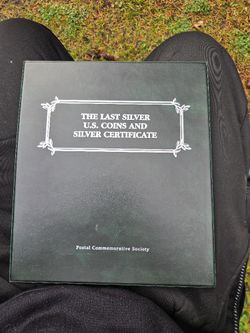 THE LAST SILVER
U.S. COINS AND
SILVER CERTIFICATE
Postal Commemorative Society